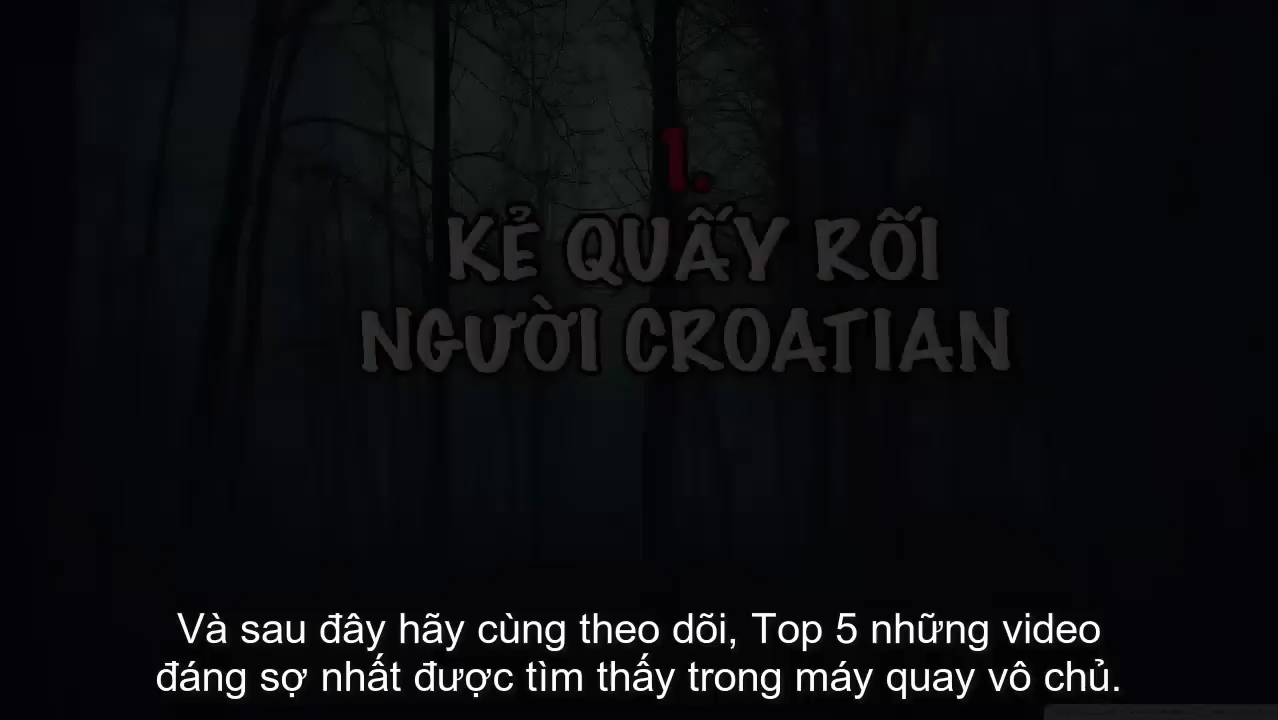 1.
KẺ QUẤY RỐI
NGƯỜI CROATIAN
Và sau đây hãy cùng theo dõi, Top 5 những video
đáng sợ nhất được tìm thấy trong máy quay vô chủ.